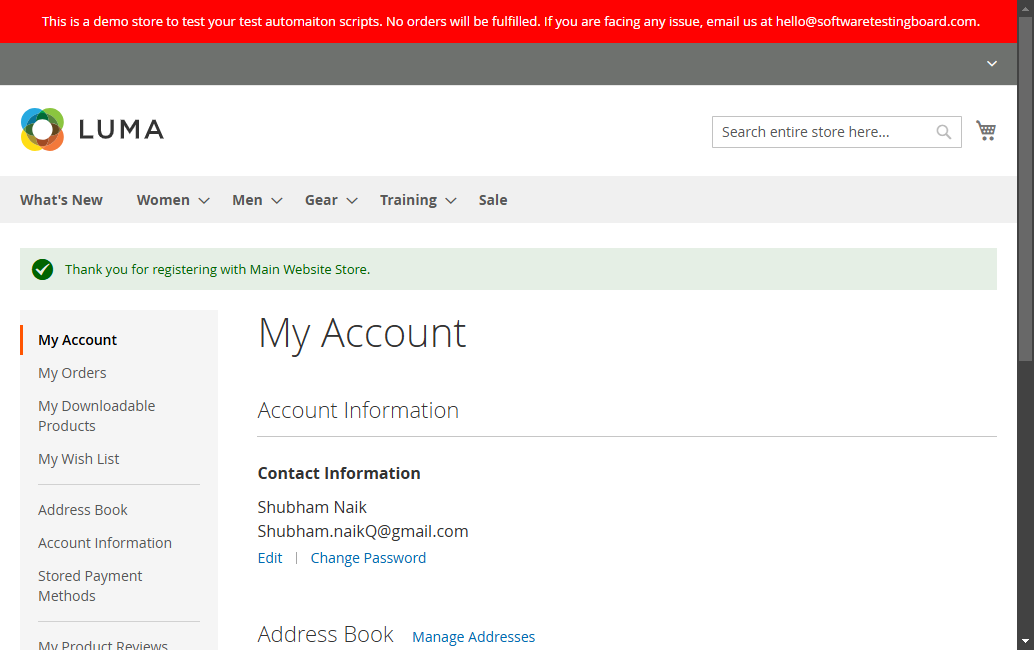 This is a demo store to test your test automaiton scripts. No orders will be fulfilled. If you are facing any issue, email us at hello@softwaretestingboard.com.
LUMA
Search entire store here...
What's New Women Men Gear Training Sale
Thank you for registering with Main Website Store.
My Account
My Orders
My Downloadable
Products
My Wish List
Address Book
Account Information
Stored Payment
Methods
My Product Reviews
My Account
Account Information
Contact Information
Shubham Naik
Shubham.naikQ@gmail.com
Edit | Change Password
Address Book Manage Addresses